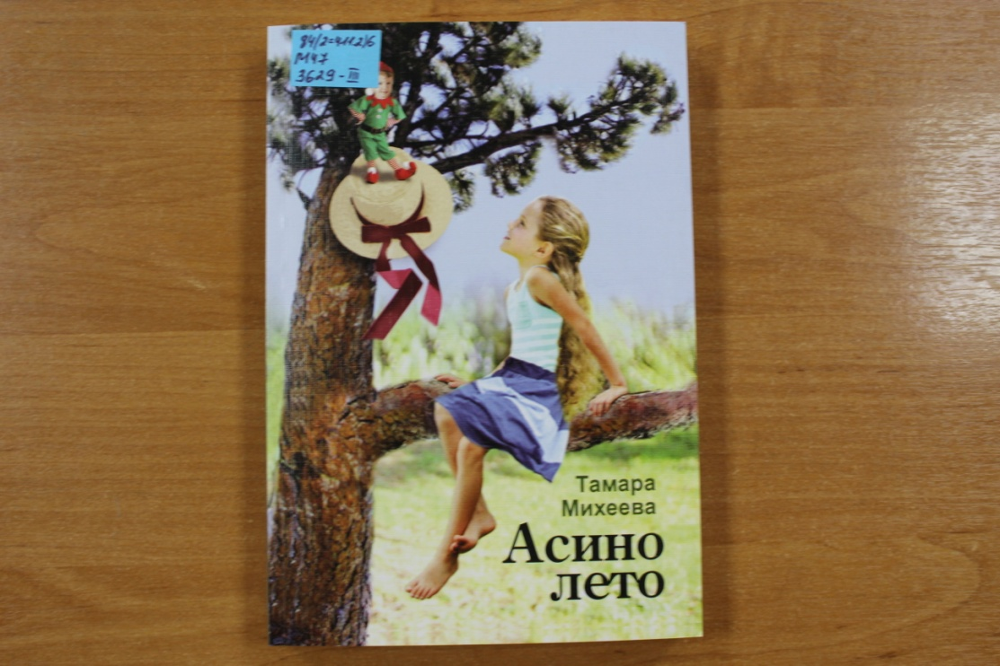 84/2=411.2/6
М47
3629 - III
Тамара
Михеева
Асино
лето